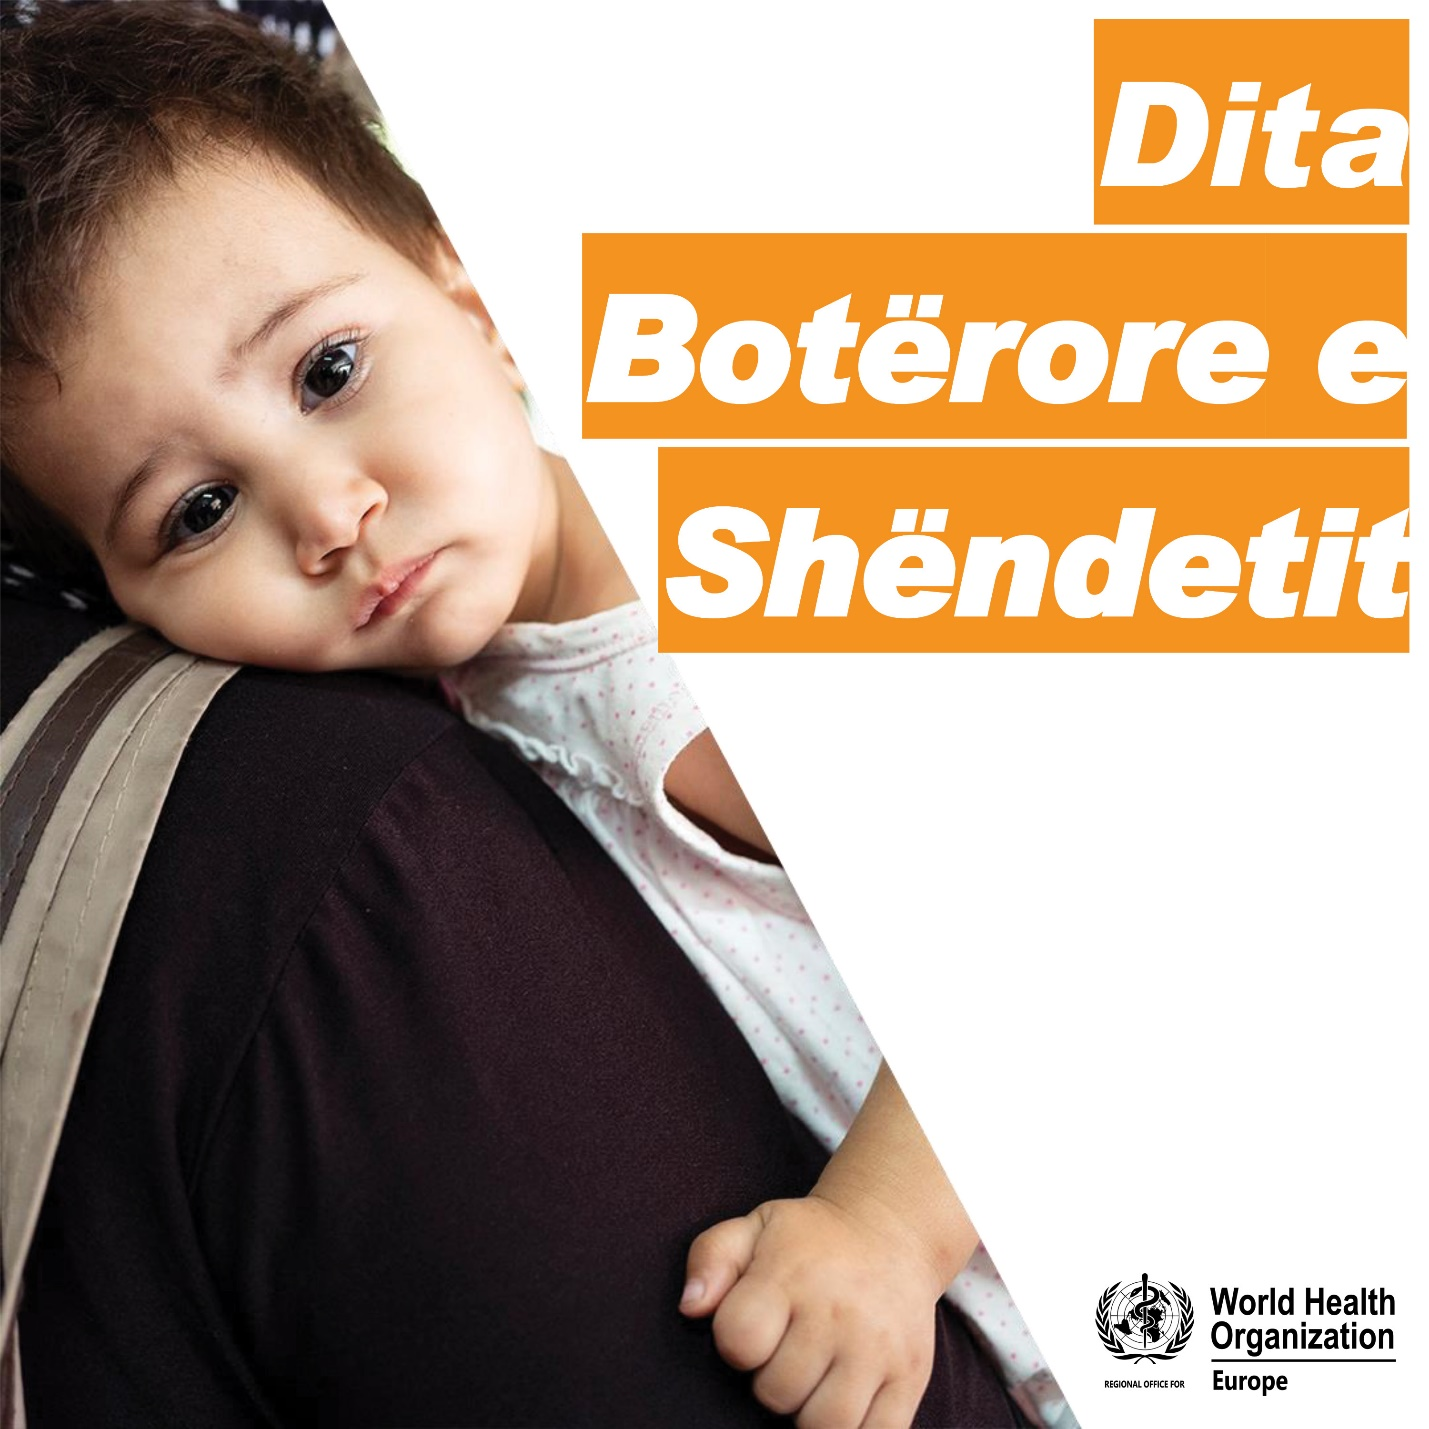 Dita
Botërore e
Shëndetit
World Health
Organization
REGIONAL OFFICE FOR
Europe